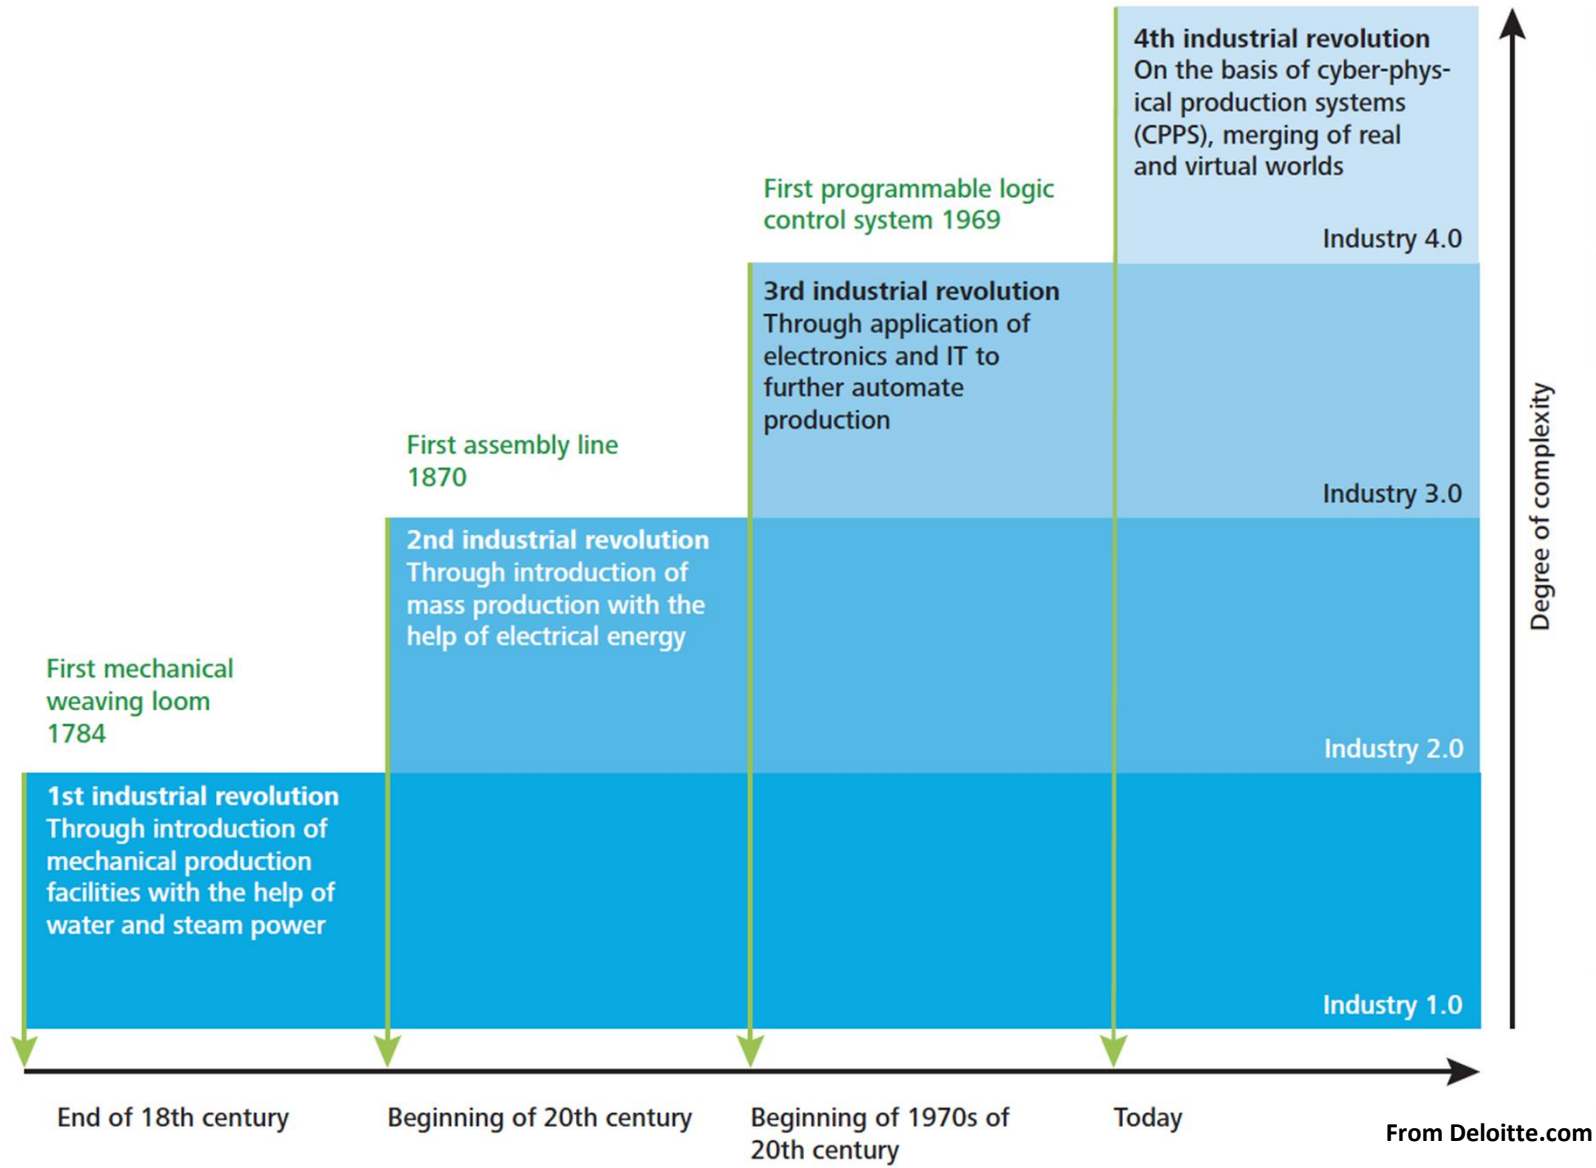 4th industrial revolution
On the basis of cyber-phys-
ical production systems
(CPPS), merging of real
and virtual worlds
Industry 4.0
First programmable logic
control system 1969
3rd industrial revolution
Through application of
electronics and IT to
further automate
production
Industry 3.0
First assembly line
1870
2nd industrial revolution
Through introduction of
mass production with the
help of electrical energy
Industry 2.0
First mechanical
weaving loom
1784
1st industrial revolution
Through introduction of
mechanical production
facilities with the help of
water and steam power
Industry 1.0
Degree of complexity
End of 18th century
Beginning of 20th century
Beginning of 1970s of
20th century
Today
From Deloitte.com